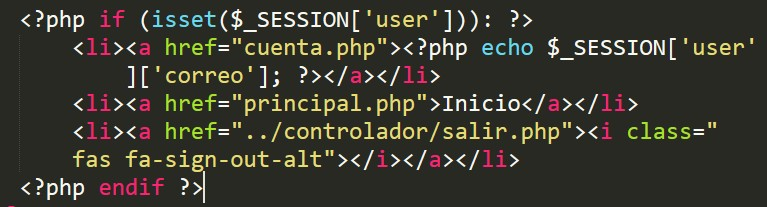 <?php if (isset($_SESSION['user'])): ?>
<li><a href="cuenta.php"><?php echo $_SESSION['user'
]['correo']; ?></a></li>
<li><a href="principal.php">Inicio</a></li>
<li><a href="../controlador/salir.php"><i class="
fas fa-sign-out-alt"></i></a></li>
<?php endif ?>